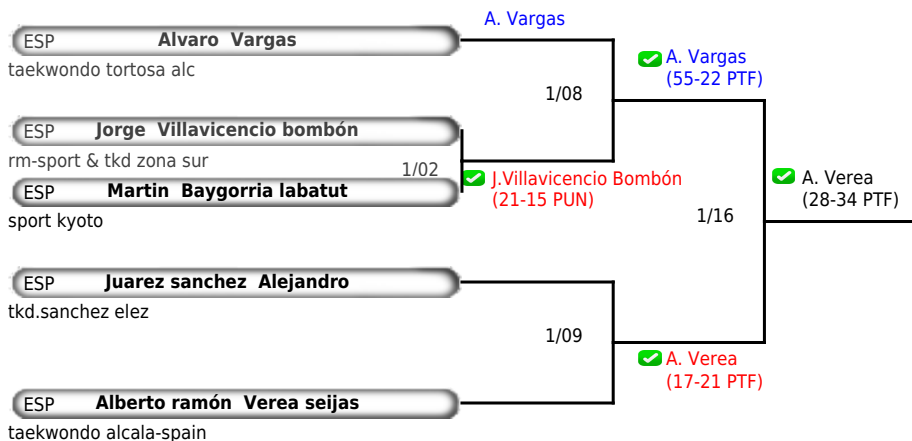 A. Vargas
ESP Alvaro Vargas
taekwondo tortosa alc
A. Vargas
(55-22 PTF)
1/08
ESP Jorge Villavicencio bombón
rm-sport & tkd zona sur
1/02
J.Villavicencio Bombón
(21-15 PUN)
ESP Martin Baygorria labatut
sport kyoto
A. Verea
(28-34 PTF)
1/16
ESP Juarez sanchez Alejandro
tkd.sanchez elez
1/09
A. Verea
(17-21 PTF)
ESP Alberto ramón Verea seijas
taekwondo alcala-spain